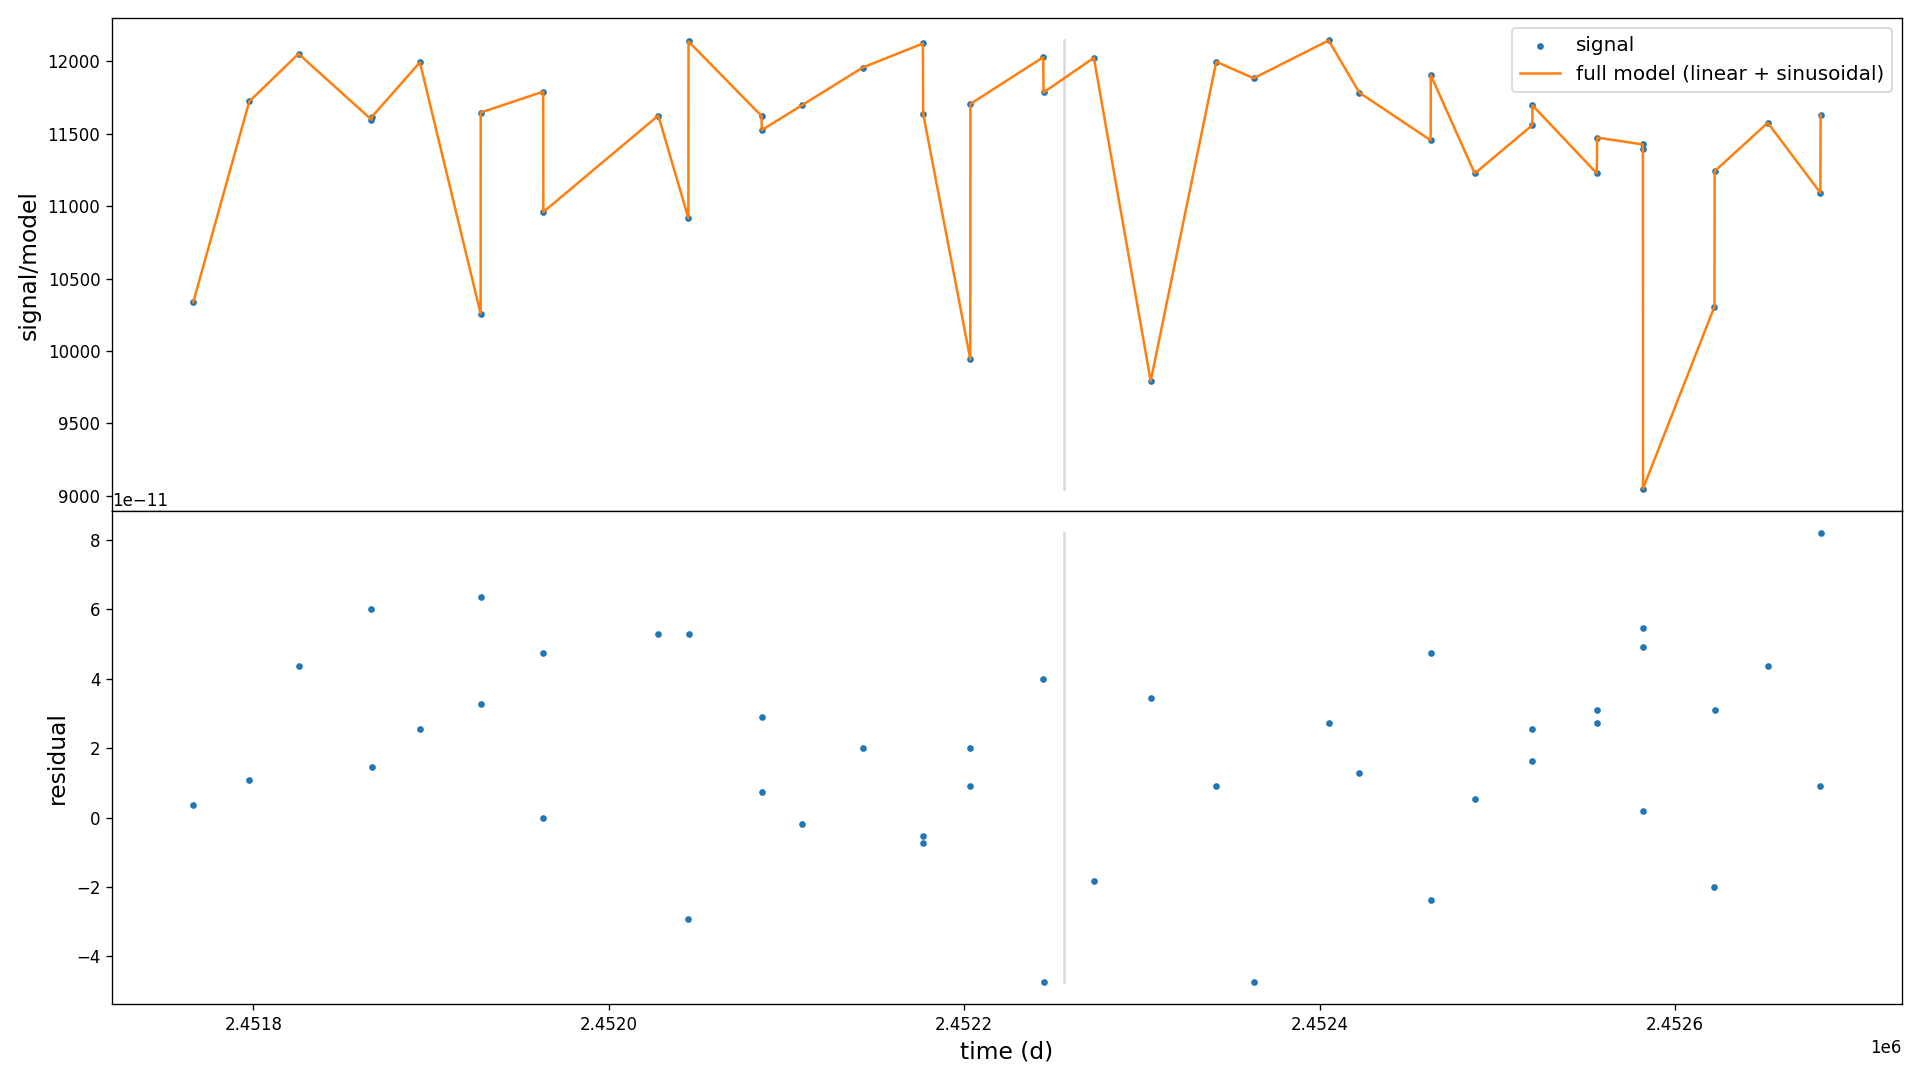 signal
full model (linear + sinusoidal)
12000
11500
11000
10500
10000
9500
9000
signal/model
1e−11
8
6
4
2
0
−2
−4
residual
2.4518
2.4520
2.4522
2.4524
2.4526
1e6
time (d)